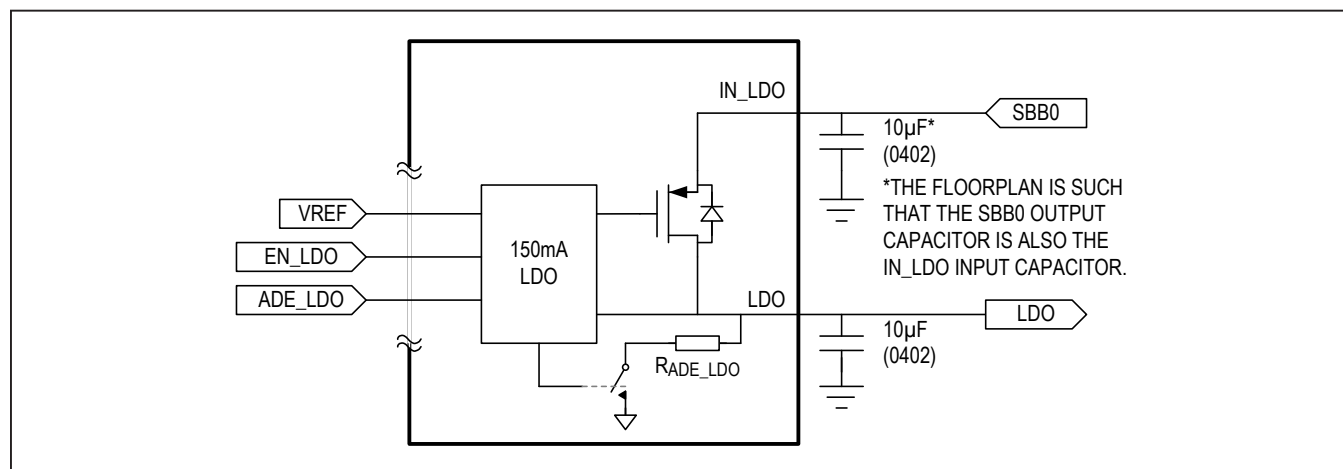 IN_LDO
SBB0
10µF*
(0402)
*THE FLOORPLAN IS SUCH
THAT THE SBB0 OUTPUT
CAPACITOR IS ALSO THE
IN_LDO INPUT CAPACITOR.
VREF
EN_LDO
ADE_LDO
150mA
LDO
LDO
LDO
10µF
(0402)
RADE_LDO